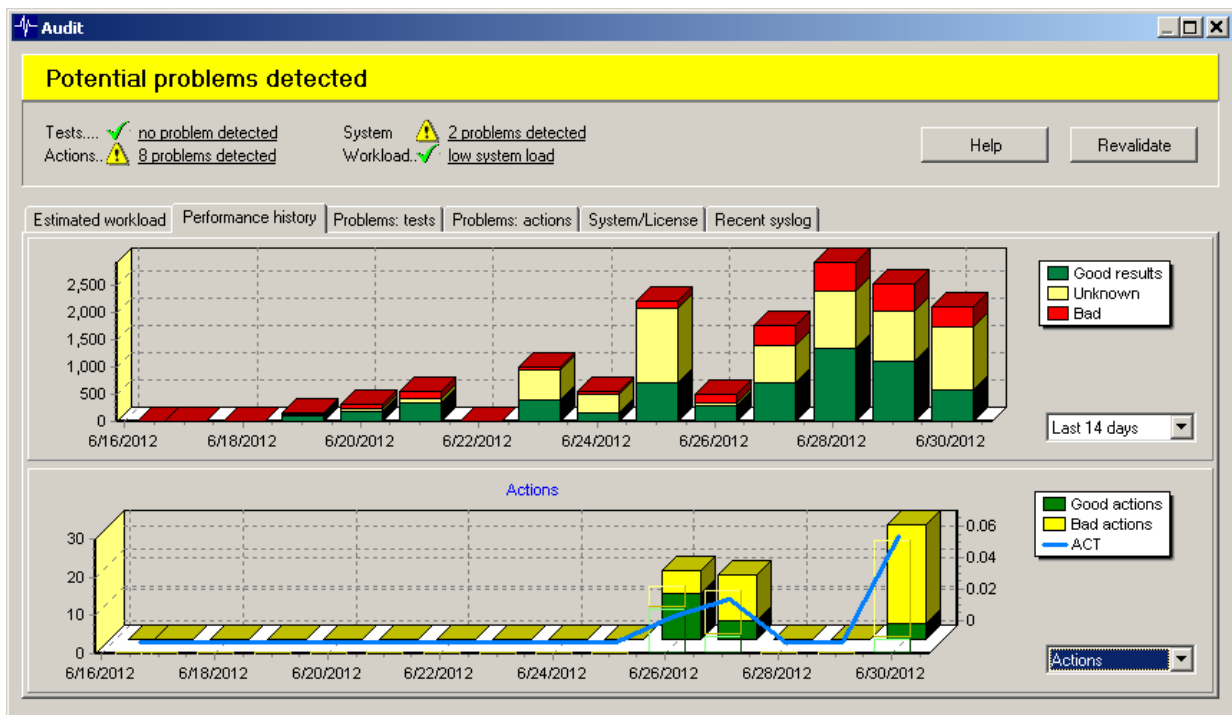 Audit
Potential problems detected
Tests.... no problem detected
Actions.. 8 problems detected
System 2 problems detected
Workload.. low system load
Help
Revalidate
Estimated workload
Performance history
Problems: tests
Problems: actions
System/License
Recent syslog
2,500
2,000
1,500
1,000
500
0
6/16/2012 6/18/2012 6/20/2012 6/22/2012 6/24/2012 6/26/2012 6/28/2012 6/30/2012
Good results
Unknown
Bad
Last 14 days
Actions
30
20
10
0
0.06
0.04
0.02
0
6/16/2012 6/18/2012 6/20/2012 6/22/2012 6/24/2012 6/26/2012 6/28/2012 6/30/2012
Good actions
Bad actions
ACT
Actions